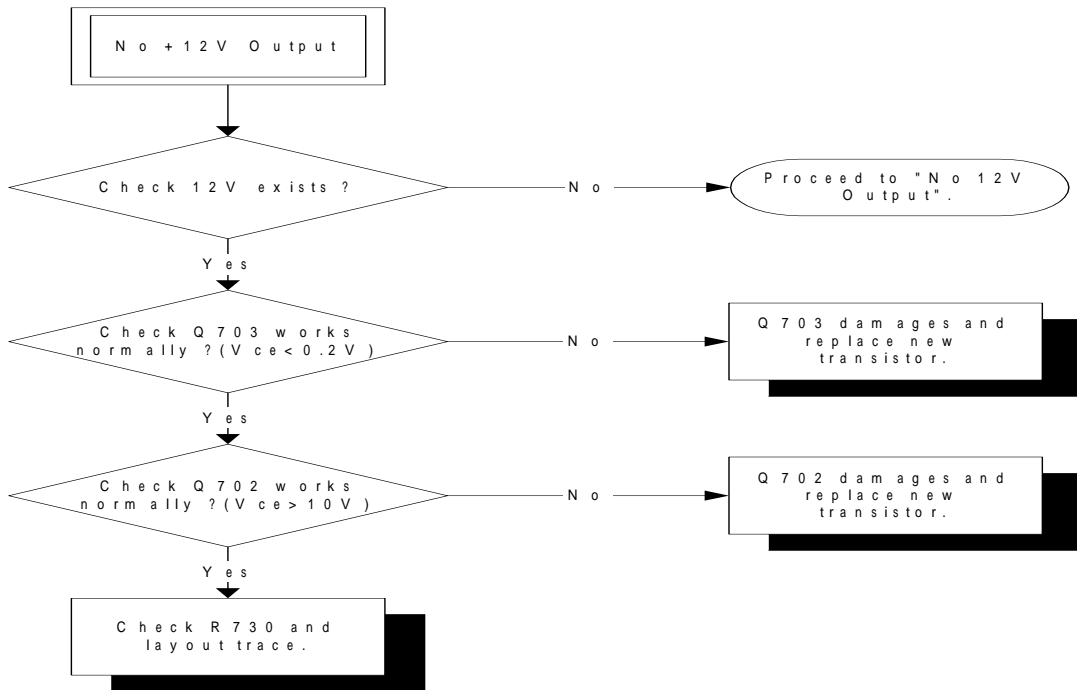 No +12V Output
Check 12V exists ?
No
Proceed to "No 12V
Output".
Yes
Check Q703 works
normally ?(Vce<0.2V)
No
Q703 damages and
replace new
transistor.
Yes
Check Q702 works
normally ?(Vce>10V)
No
Q702 damages and
replace new
transistor.
Yes
Check R730 and
layout trace.